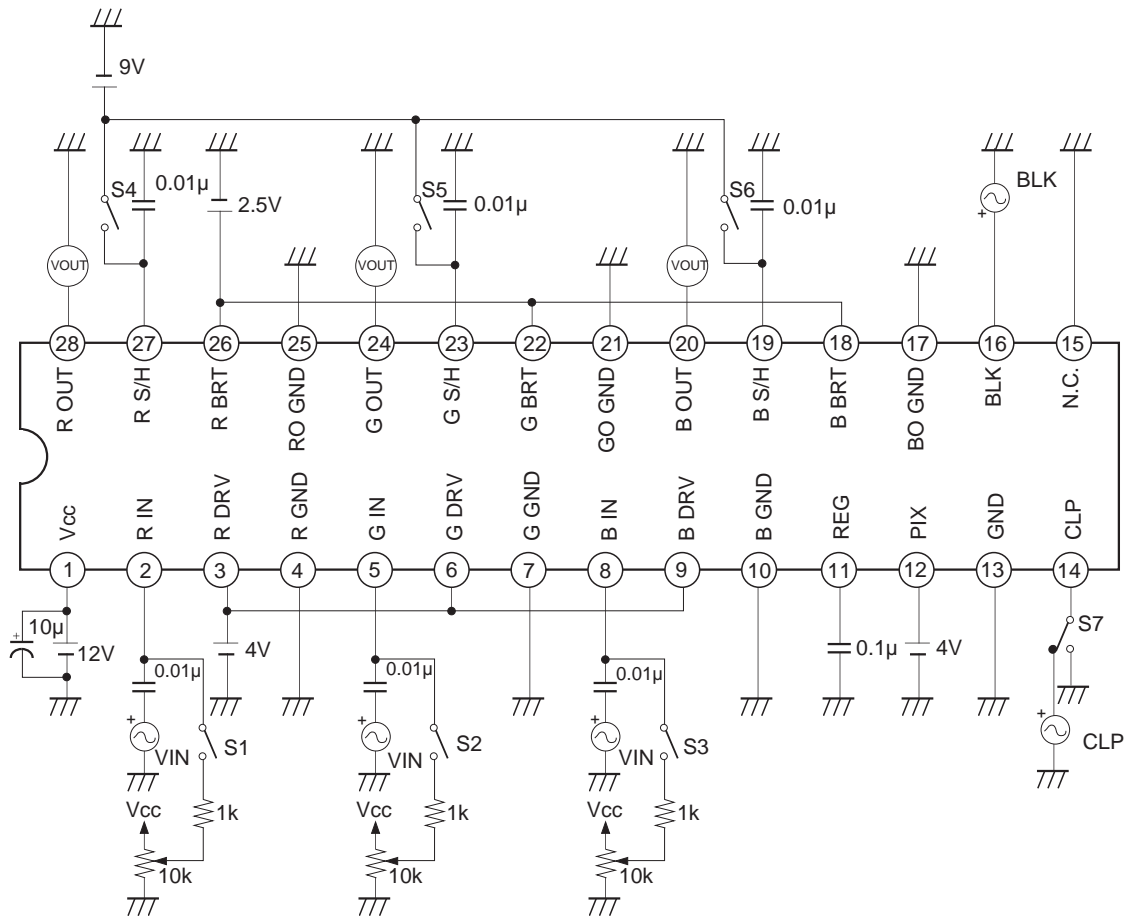 9V
S4
0.01µ
2.5V
S5
0.01µ
S6
0.01µ
BLK
+
VOUT
VOUT
VOUT
28
27
26
25
24
23
22
21
20
19
18
17
16
15
R OUT
R S/H
R BRT
RO GND
G OUT
G S/H
G BRT
GO GND
B OUT
B S/H
B BRT
BO GND
BLK
N.C.
Vcc
R IN
R DRV
R GND
G IN
G DRV
G GND
B IN
B DRV
B GND
REG
PIX
GND
CLP
1
2
3
4
5
6
7
8
9
10
11
12
13
14
+
10µ
12V
0.01µ
4V
0.01µ
0.01µ
0.1µ
4V
S7
+
VIN
S1
+
VIN
S2
+
VIN
S3
+
CLP
Vcc
1k
10k
Vcc
1k
10k
Vcc
1k
10k